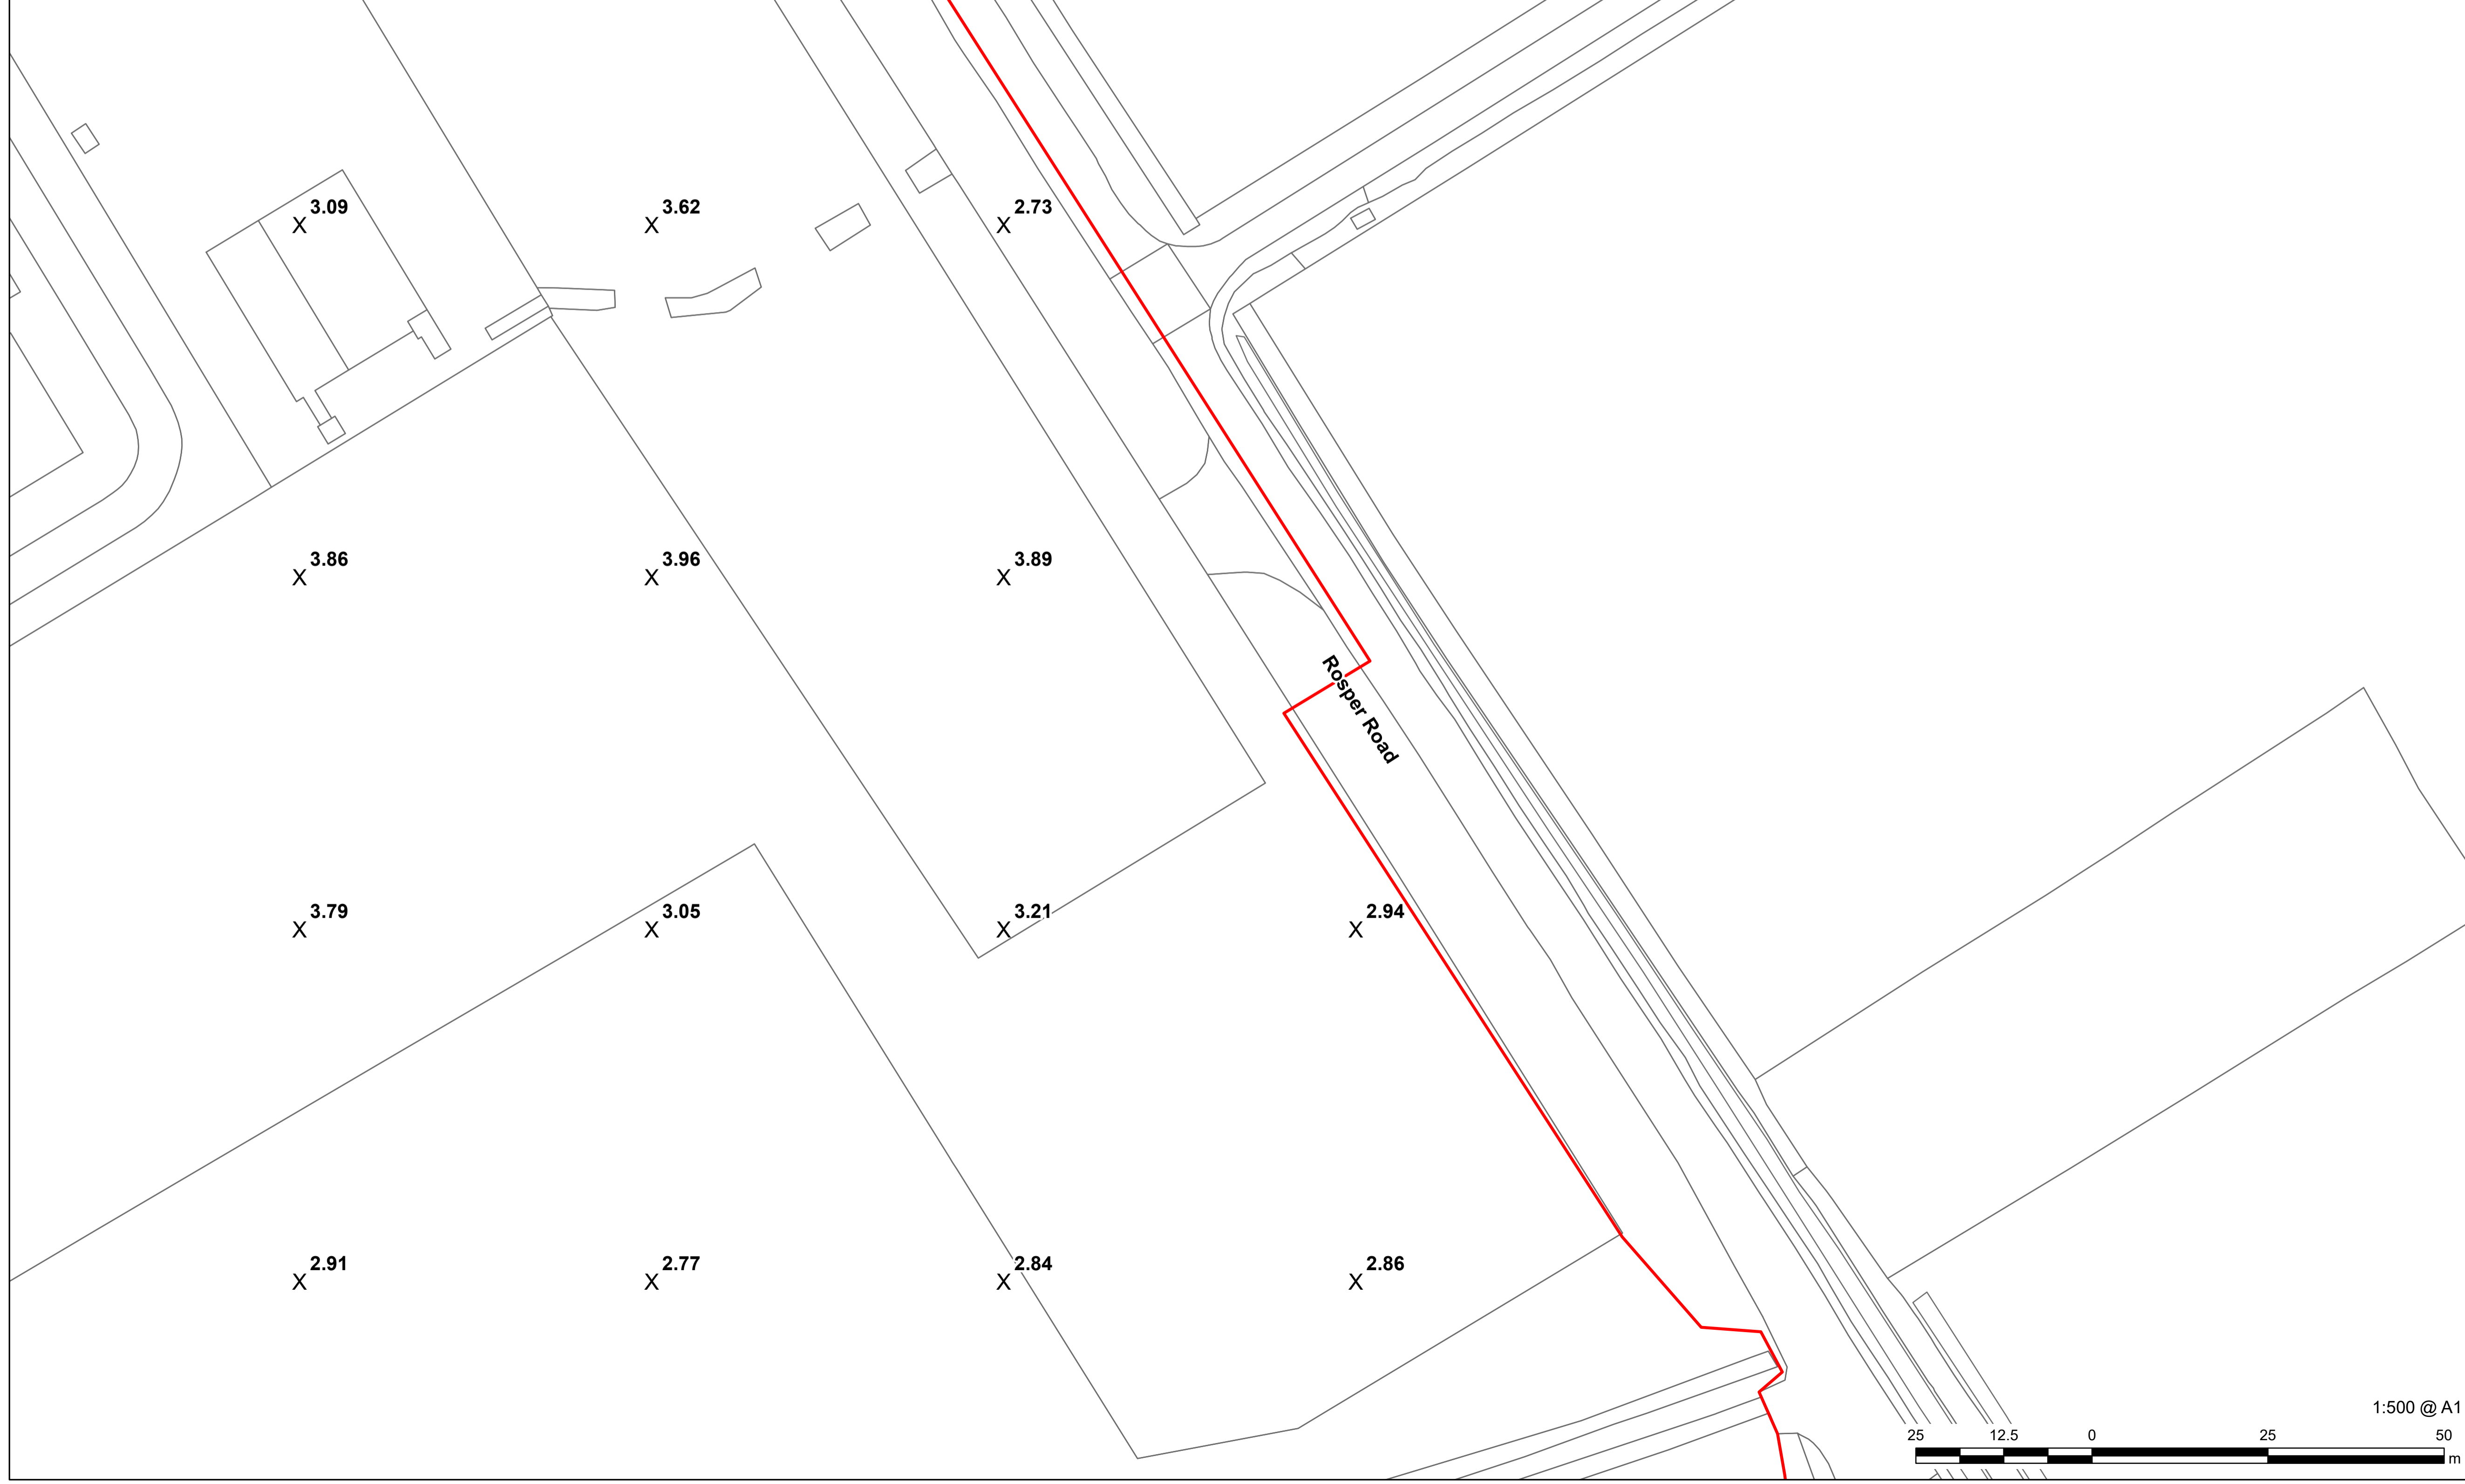 X 3.09 X 3.62 X 2.73
X 3.86 X 3.96 X 3.89
Rosper Road
X 3.79 X 3.05 X 3.21 X 2.94
X 2.91 X 2.77 X 2.84 X 2.86
1:500 @ A1
25 12.5 0 25 50
m